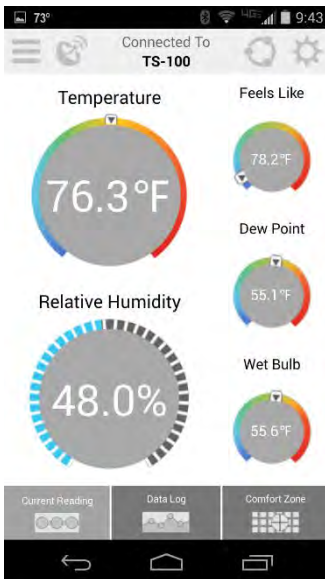 73° 4G 9:43
Connected To
TS-100
Temperature
76.3°F
Feels Like
78.2°F
Dew Point
55.1°F
Relative Humidity
48.0%
Wet Bulb
55.6°F
Current Reading
Data Log
Comfort Zone